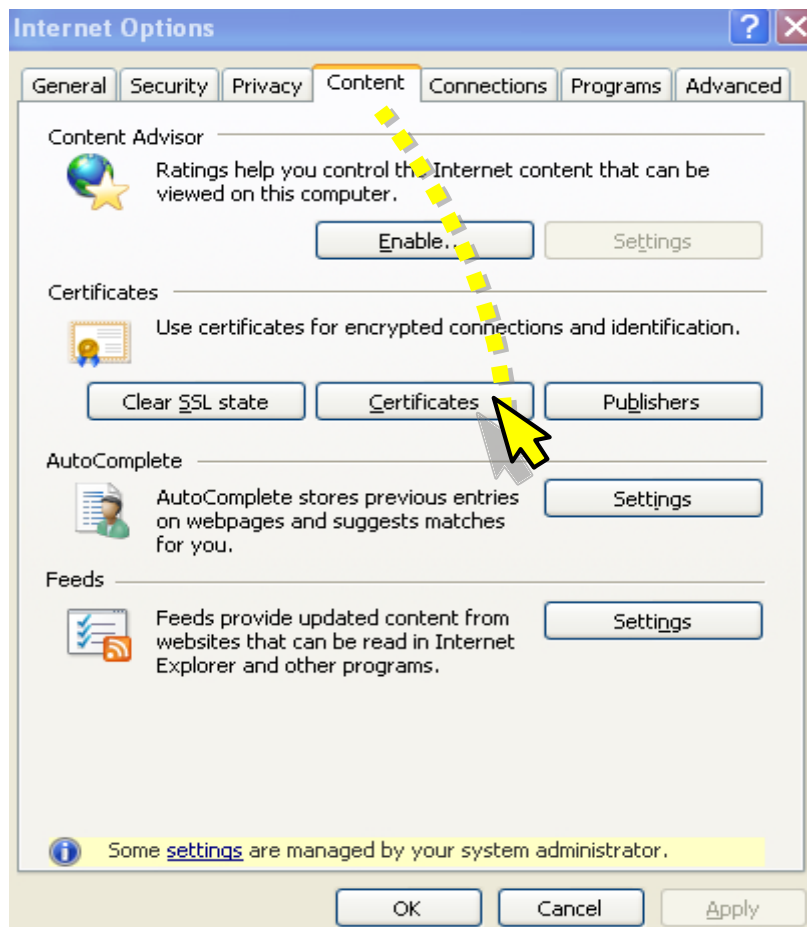 Internet Options
General Security Privacy Content Connections Programs Advanced
Content Advisor
Ratings help you control the Internet content that can be
viewed on this computer.
Enable.. Settings
Certificates
Use certificates for encrypted connections and identification.
Clear SSL state Certificates Publishers
AutoComplete
AutoComplete stores previous entries
on webpages and suggests matches
for you.
Settings
Feeds
Feeds provide updated content from
websites that can be read in Internet
Explorer and other programs.
Settings
Some settings are managed by your system administrator.
OK Cancel Apply